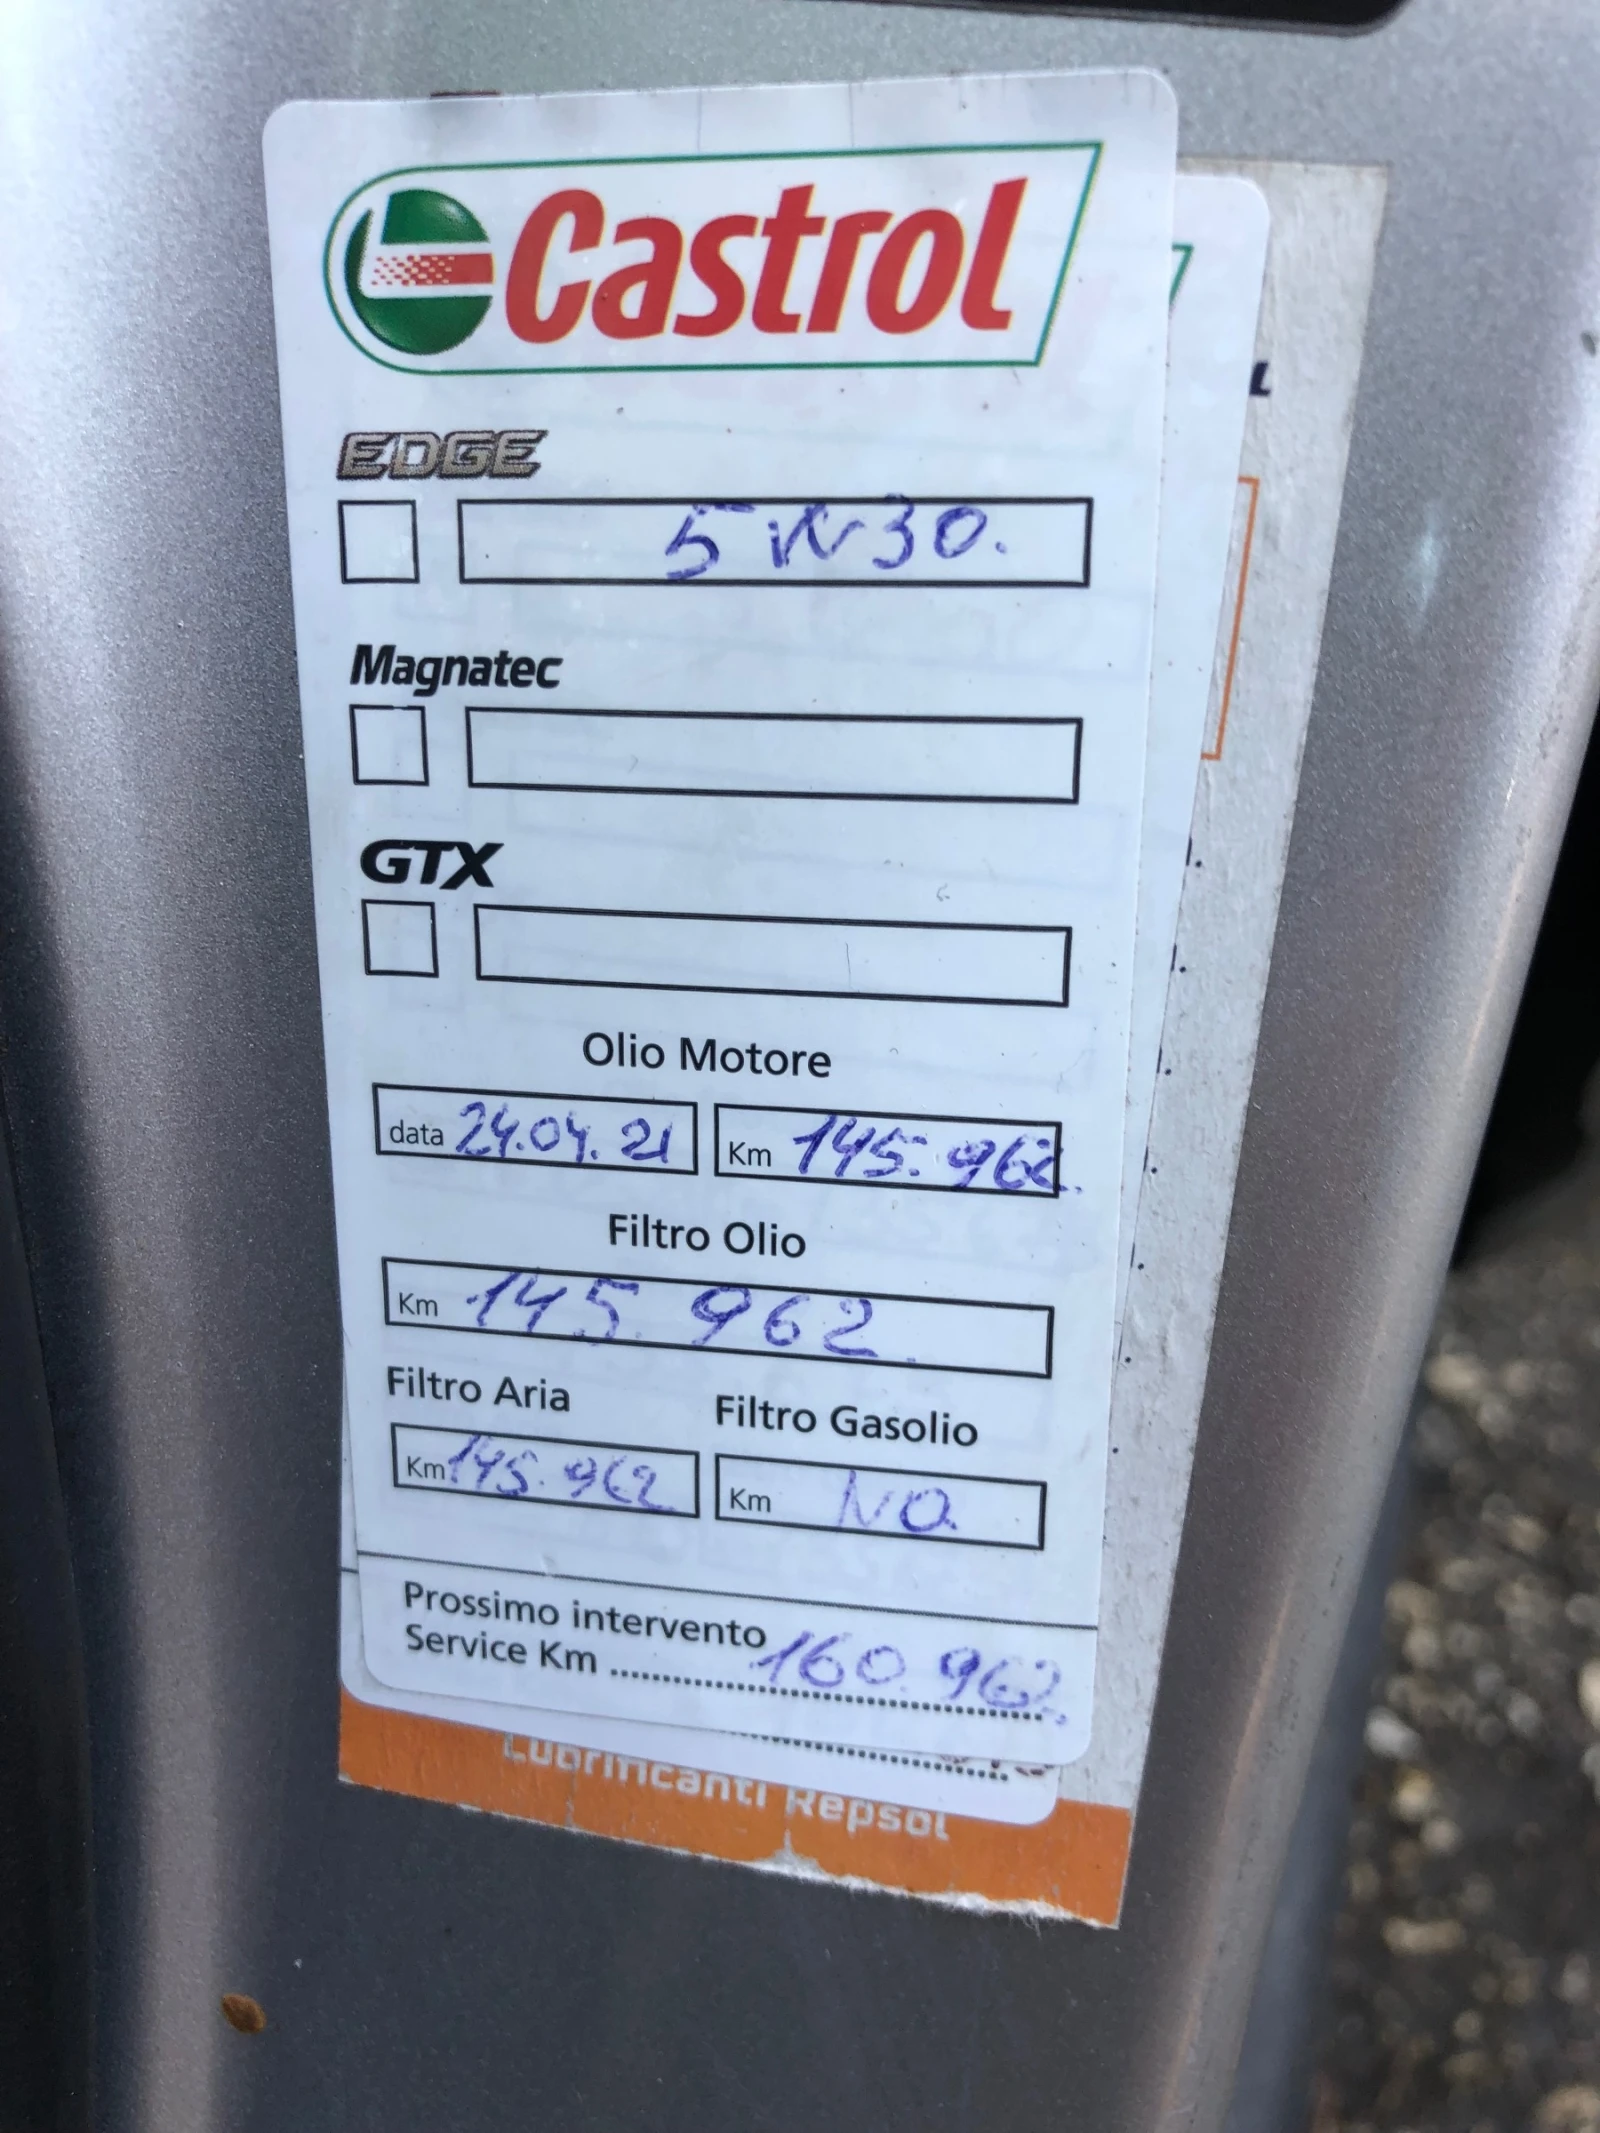 Castrol
EDGE
5W30.
Magnatec
GTX
Olio Motore
data 24.04.21 Km 145.962.
Filtro Olio
Km 145.962.
Filtro Aria Filtro Gasolio
Km 145.962 Km NO.
Prossimo intervento
Service Km ........ 160.962.
Lubrificanti Repsol